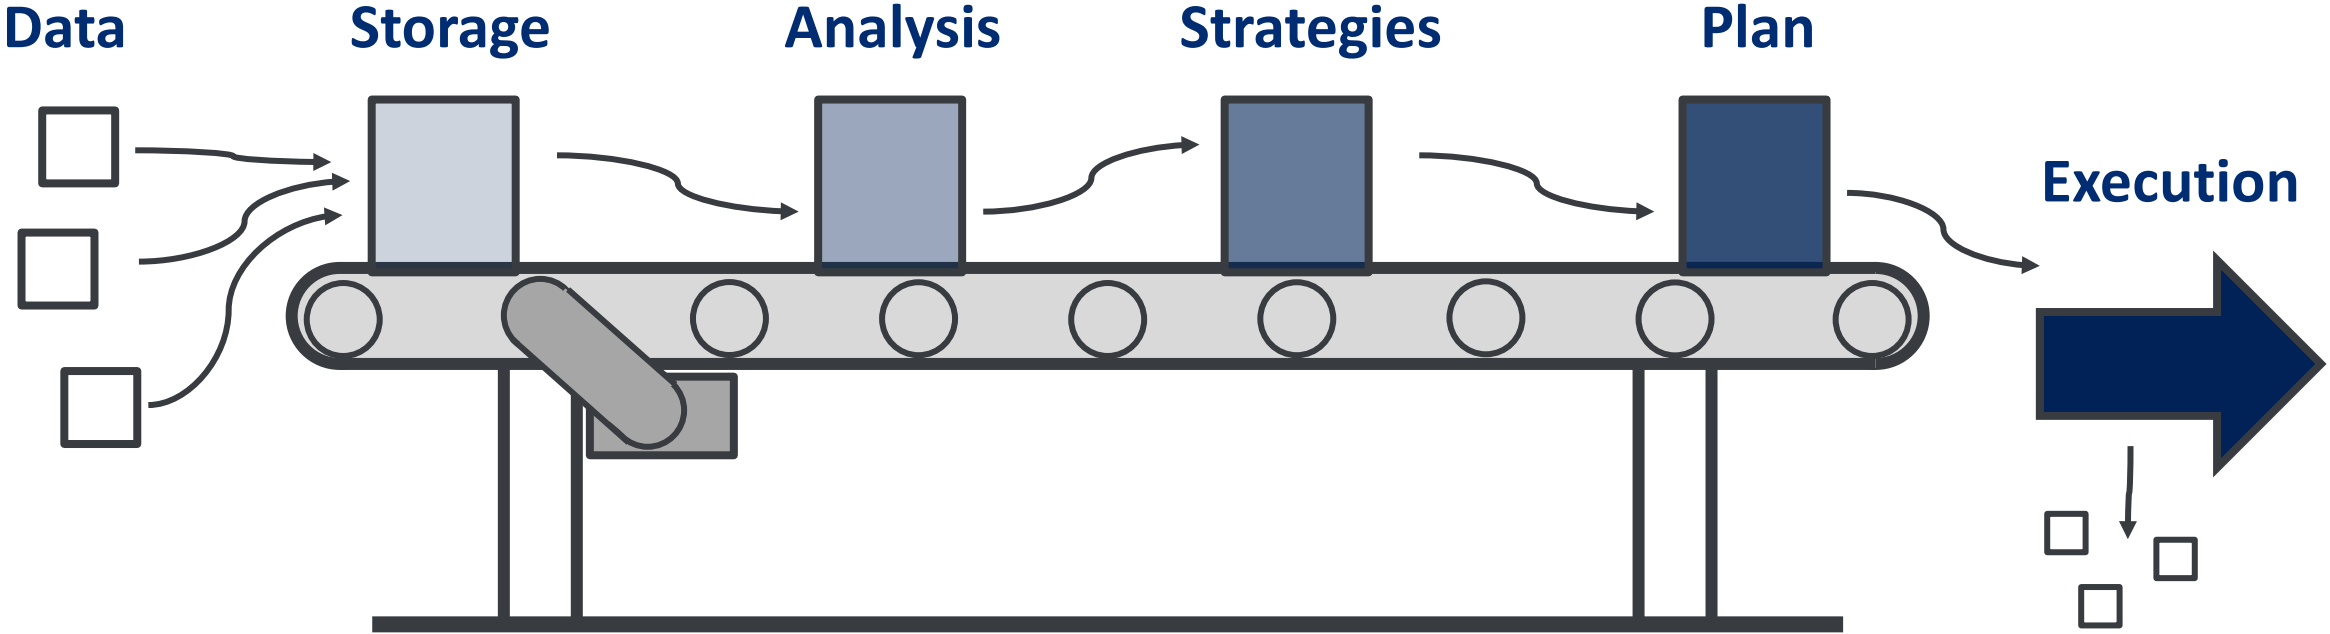 Data
Storage
Analysis
Strategies
Plan
Execution